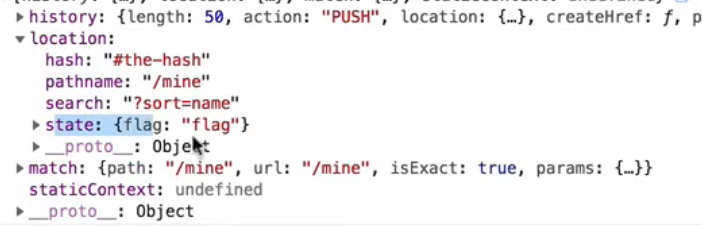 history: {length: 50, action: "PUSH", location: {…}, createHref: ƒ, p
location:
hash: "#the-hash"
pathname: "/mine"
search: "?sort=name"
state: {flag: "flag"}
__proto__: Object
match: {path: "/mine", url: "/mine", isExact: true, params: {…}}
staticContext: undefined
__proto__: Object